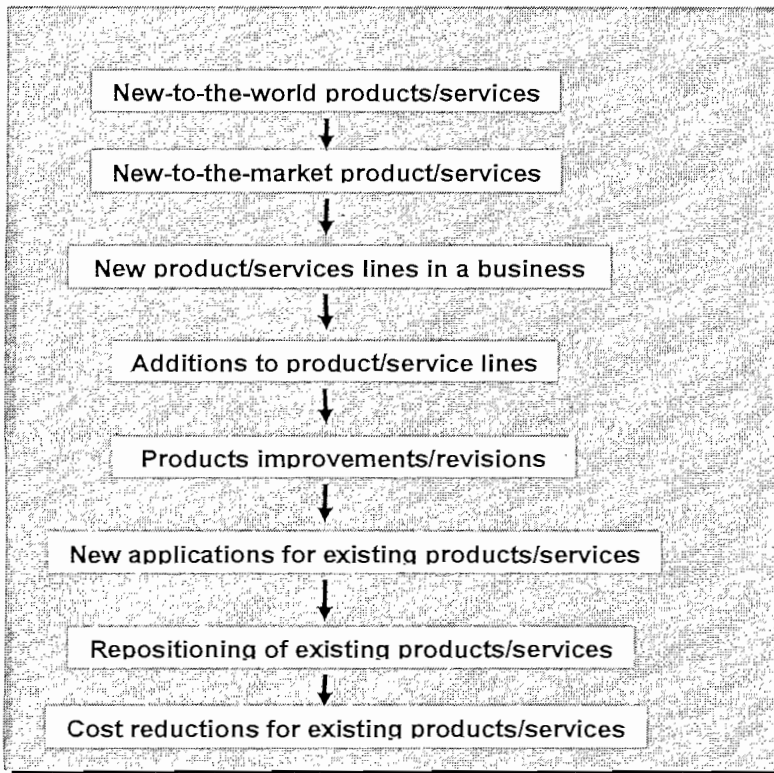 New-to-the-world products/services
New-to-the-market product/services
New product/services lines in a business
Additions to product/service lines
Products improvements/revisions
New applications for existing products/services
Repositioning of existing products/services
Cost reductions for existing products/services